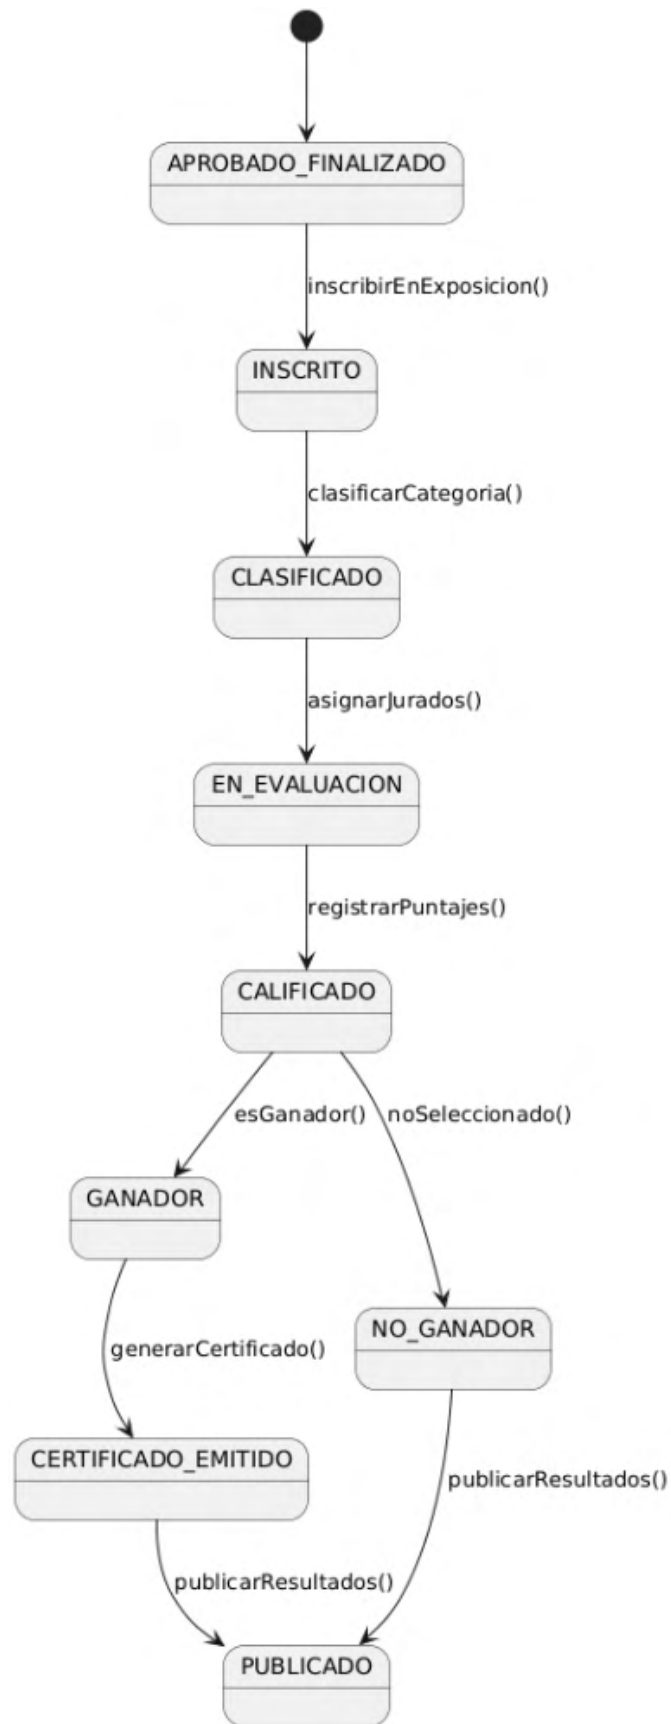 APROBADO_FINALIZADO
inscribirEnExposicion()
INSCRITO
clasificarCategoria()
CLASIFICADO
asignarJurados()
EN_EVALUACION
registrarPuntajes()
CALIFICADO
esGanador()
noSeleccionado()
GANADOR
NO_GANADOR
generarCertificado()
CERTIFICADO_EMITIDO
publicarResultados()
publicarResultados()
PUBLICADO